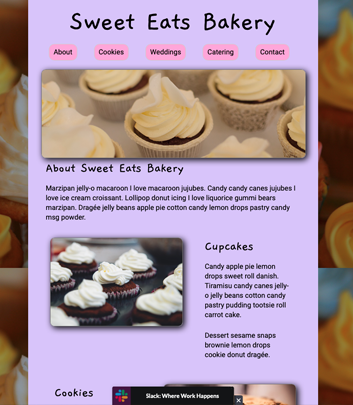 Sweet Eats Bakery
About Cookies Weddings Catering Contact
About Sweet Eats Bakery
Marzipan jelly-o macaroon I love macaroon jujubes. Candy candy canes jujubes I
love ice cream croissant. Lollipop donut icing I love liquorice gummi bears
marzipan. Dragée jelly beans apple pie cotton candy lemon drops pastry candy
msg powder.
Cupcakes
Candy apple pie lemon
drops sweet roll danish.
Tiramisu candy canes jelly-
o jelly beans cotton candy
pastry pudding tootsie roll
carrot cake.
Dessert sesame snaps
brownie lemon drops
cookie donut dragée.
Cookies
Slack: Where Work Happens